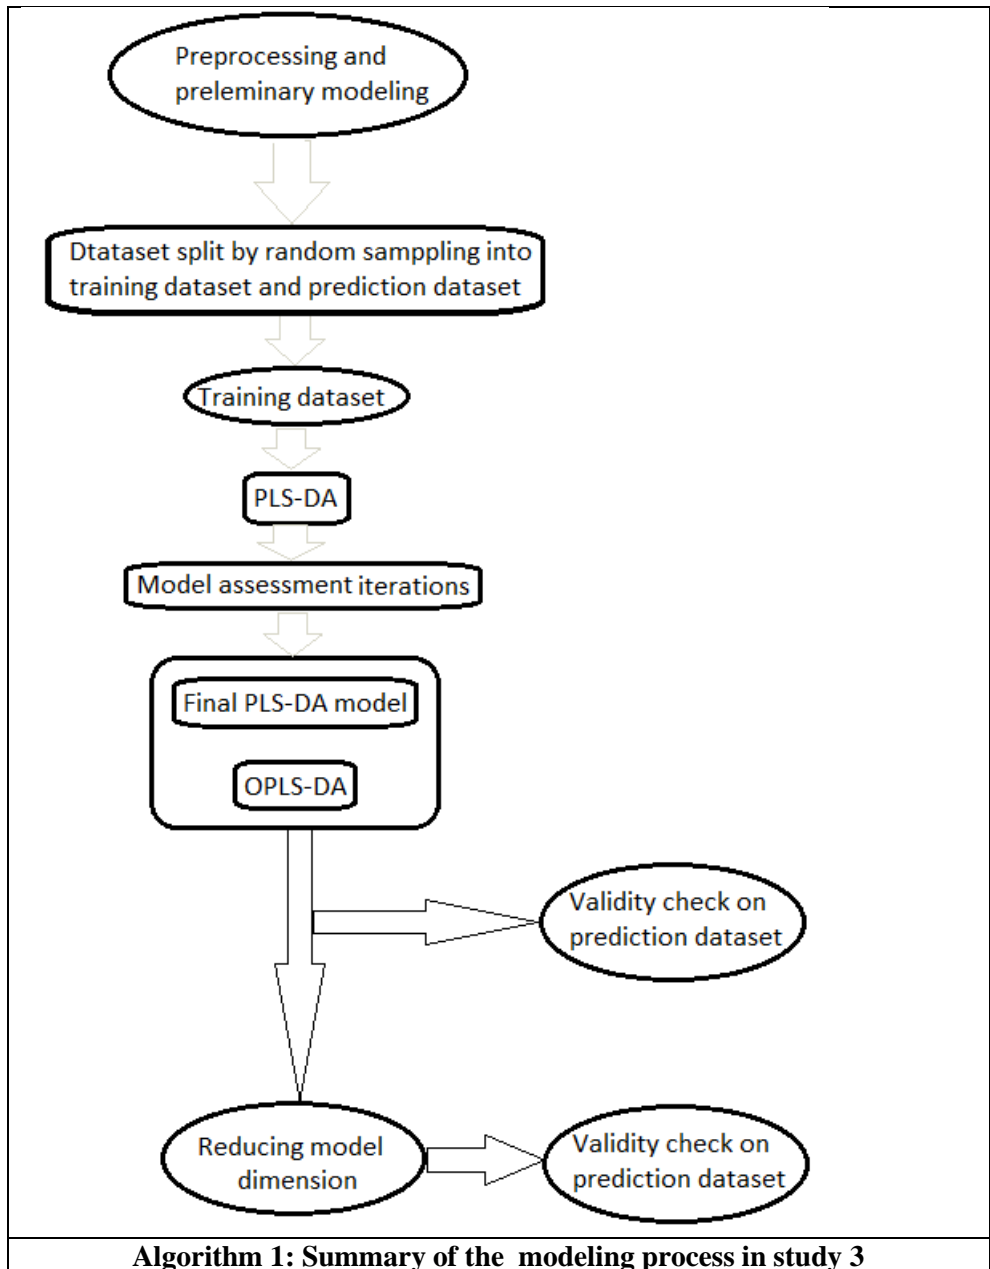 Preprocessing and
preleminary modeling
Dtataset split by random samppling into
training dataset and prediction dataset
Training dataset
PLS-DA
Model assessment iterations
Final PLS-DA model
OPLS-DA
Validity check on
prediction dataset
Reducing model
dimension
Validity check on
prediction dataset
Algorithm 1: Summary of the modeling process in study 3